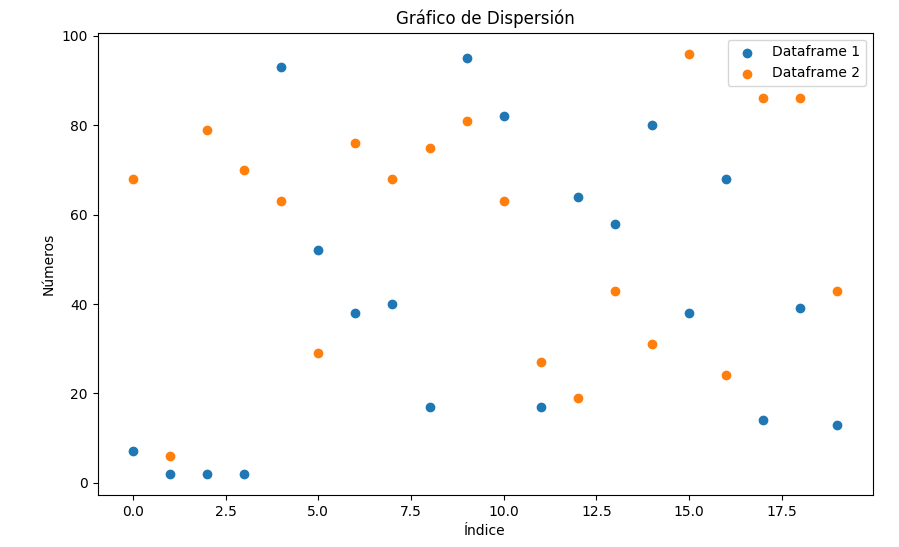 Gráfico de Dispersión
Dataframe 1
Dataframe 2
100
80
60
40
20
0
Números
0.0 2.5 5.0 7.5 10.0 12.5 15.0 17.5
Índice